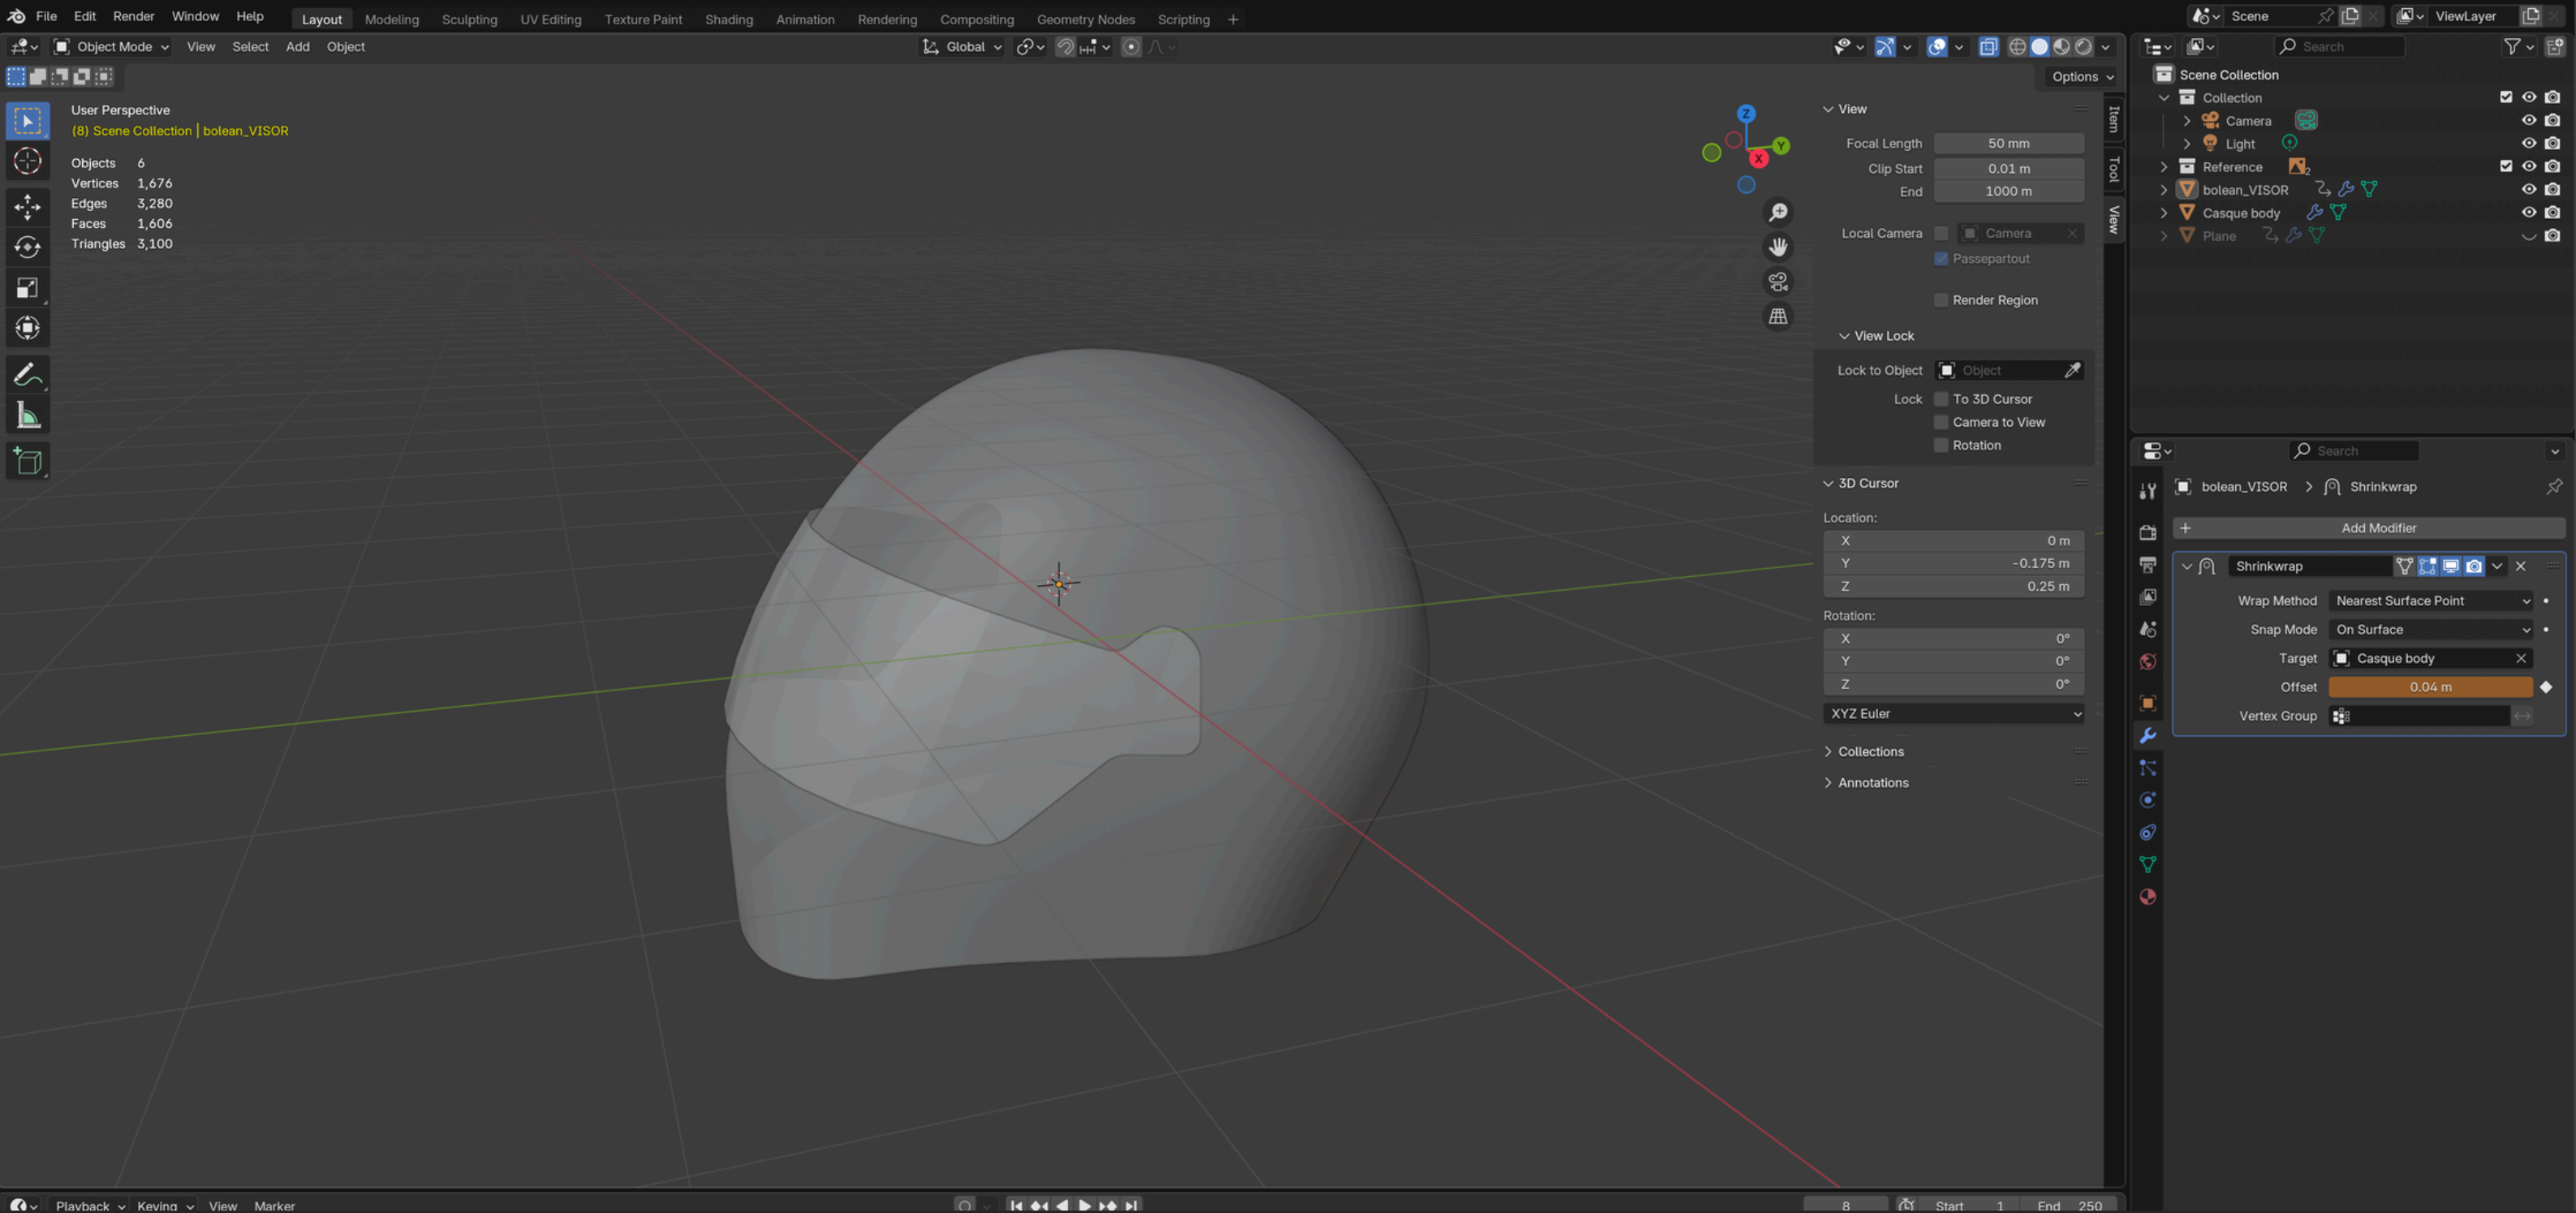 File Edit Render Window Help Layout Modeling Sculpting UV Editing Texture Paint Shading Animation Rendering Compositing Geometry Nodes Scripting + Scene ViewLayer
Object Mode View Select Add Object Global Search
Options
User Perspective
(8) Scene Collection | bolean_VISOR
Objects 6
Vertices 1,676
Edges 3,280
Faces 1,606
Triangles 3,100
Z
Y
X
View
Focal Length 50 mm
Clip Start 0.01 m
End 1000 m
Local Camera Camera
Passepartout
Render Region
View Lock
Lock to Object Object
Lock To 3D Cursor
Camera to View
Rotation
3D Cursor
Location:
X 0 m
Y -0.175 m
Z 0.25 m
Rotation:
X 0°
Y 0°
Z 0°
XYZ Euler
Collections
Annotations
Item
Tool
View
Scene Collection
Collection
Camera
Light
Reference 2
bolean_VISOR
Casque body
Plane
Search
bolean_VISOR > Shrinkwrap
+ Add Modifier
Shrinkwrap
Wrap Method Nearest Surface Point
Snap Mode On Surface
Target Casque body
Offset 0.04 m
Vertex Group
Playback Keying View Marker 8 Start 1 End 250